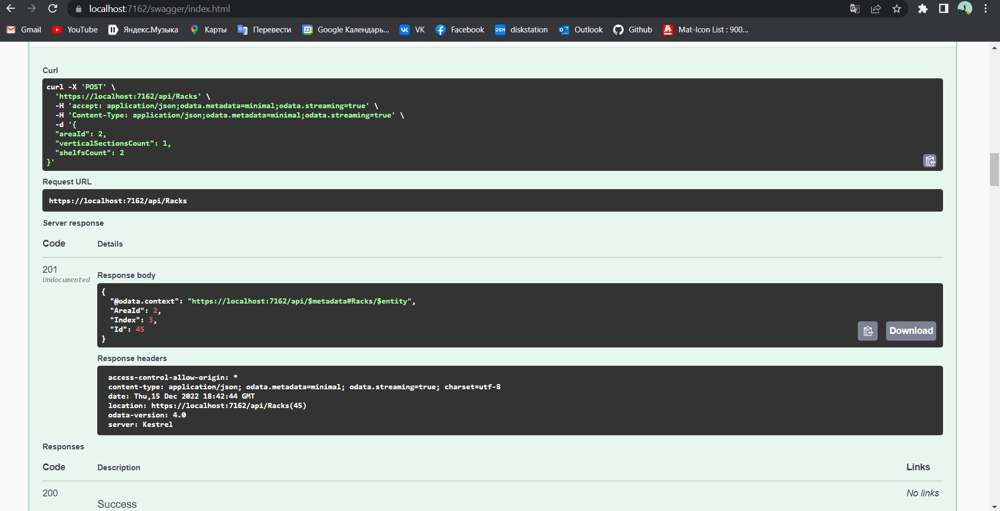 localhost:7162/swagger/index.html
Gmail YouTube Яндекс.Музыка Карты Перевести 23 Google Календарь... VK VK Facebook DSM diskstation Outlook Github Mat-Icon List : 900...
Curl
curl -X 'POST' \
'https://localhost:7162/api/Racks' \
-H 'accept: application/json;odata.metadata=minimal;odata.streaming=true' \
-H 'Content-Type: application/json;odata.metadata=minimal;odata.streaming=true' \
-d '{
"areaId": 2,
"verticalSectionsCount": 1,
"shelfsCount": 2
}'
Request URL
https://localhost:7162/api/Racks
Server response
Code Details
201
Undocumented
Response body
{
"@odata.context": "https://localhost:7162/api/$metadata#Racks/$entity",
"AreaId": 2,
"Index": 3,
"Id": 45
}
Download
Response headers
access-control-allow-origin: *
content-type: application/json; odata.metadata=minimal; odata.streaming=true; charset=utf-8
date: Thu,15 Dec 2022 18:42:44 GMT
location: https://localhost:7162/api/Racks(45)
odata-version: 4.0
server: Kestrel
Responses
Code Description Links
200 No links
Success